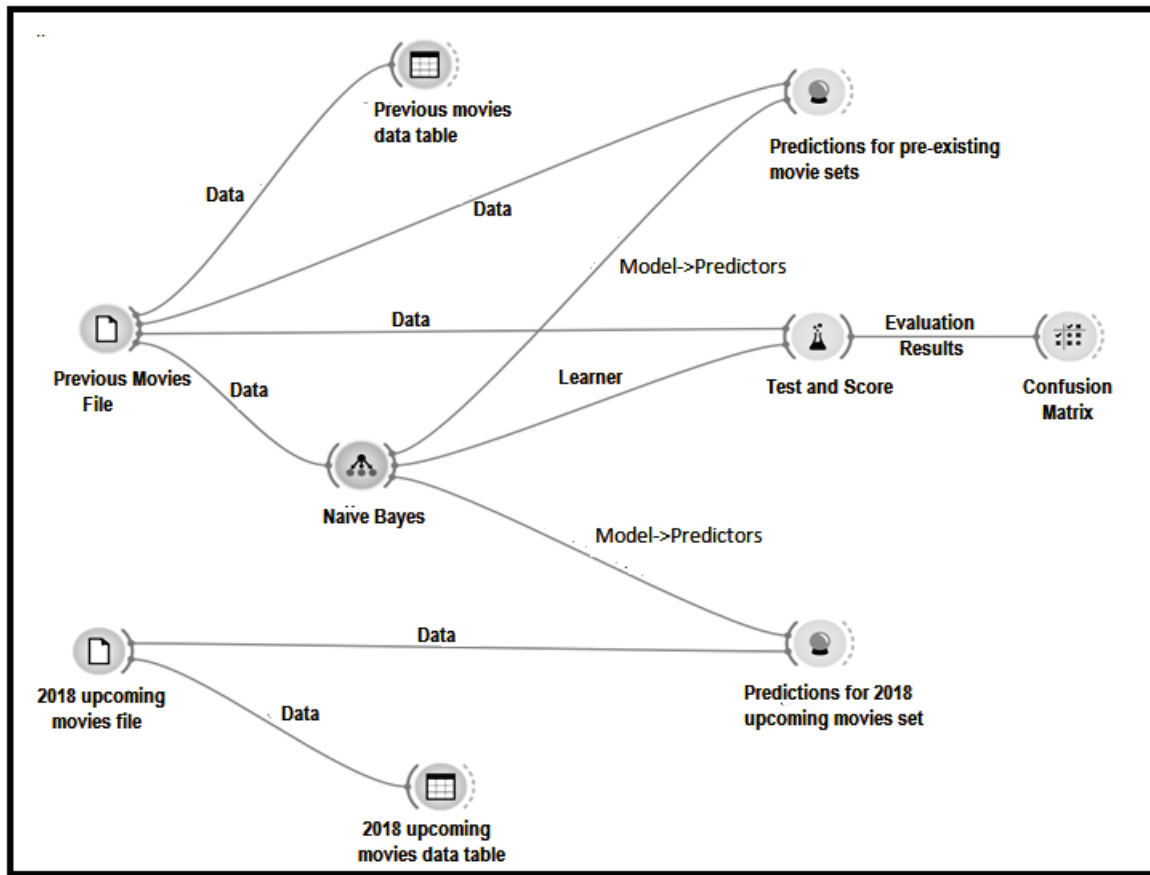 Previous movies
data table
Predictions for pre-existing
movie sets
Data
Data
Model->Predictors
Previous Movies
File
Data
Data
Learner
Evaluation
Results
Test and Score
Confusion
Matrix
Naive Bayes
Model->Predictors
2018 upcoming
movies file
Data
Data
Predictions for 2018
upcoming movies set
2018 upcoming
movies data table